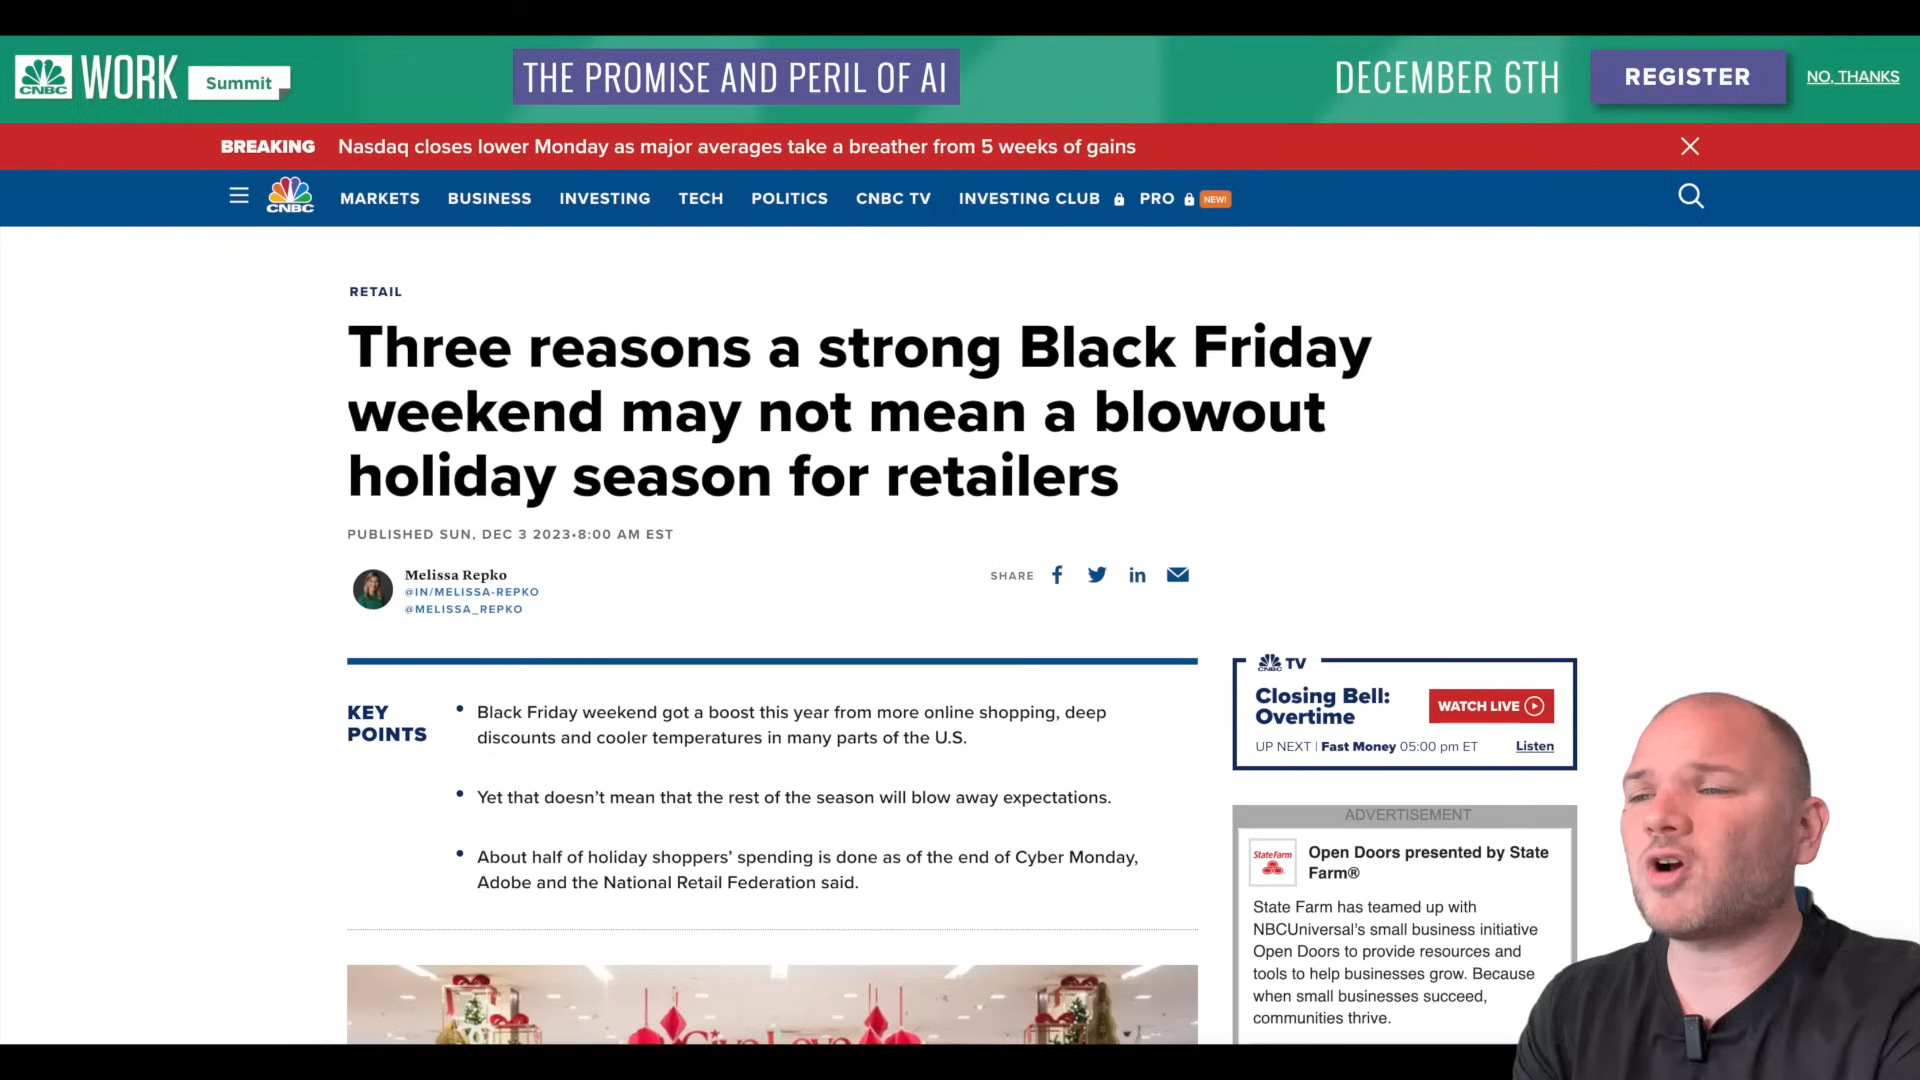 CNBC WORK Summit
THE PROMISE AND PERIL OF AI
DECEMBER 6TH
REGISTER
NO, THANKS
BREAKING Nasdaq closes lower Monday as major averages take a breather from 5 weeks of gains
CNBC MARKETS BUSINESS INVESTING TECH POLITICS CNBC TV INVESTING CLUB PRO NEW!
RETAIL
Three reasons a strong Black Friday
weekend may not mean a blowout
holiday season for retailers
PUBLISHED SUN, DEC 3 2023•8:00 AM EST
Melissa Repko
@IN/MELISSA-REPKO
@MELISSA_REPKO
SHARE
KEY
POINTS
• Black Friday weekend got a boost this year from more online shopping, deep
discounts and cooler temperatures in many parts of the U.S.
• Yet that doesn’t mean that the rest of the season will blow away expectations.
• About half of holiday shoppers’ spending is done as of the end of Cyber Monday,
Adobe and the National Retail Federation said.
Give Love
CNBC TV
Closing Bell:
Overtime
WATCH LIVE
UP NEXT | Fast Money 05:00 pm ET
Listen
ADVERTISEMENT
StateFarm
Open Doors presented by State
Farm®
State Farm has teamed up with
NBCUniversal's small business initiative
Open Doors to provide resources and
tools to help businesses grow. Because
when small businesses succeed,
communities thrive.